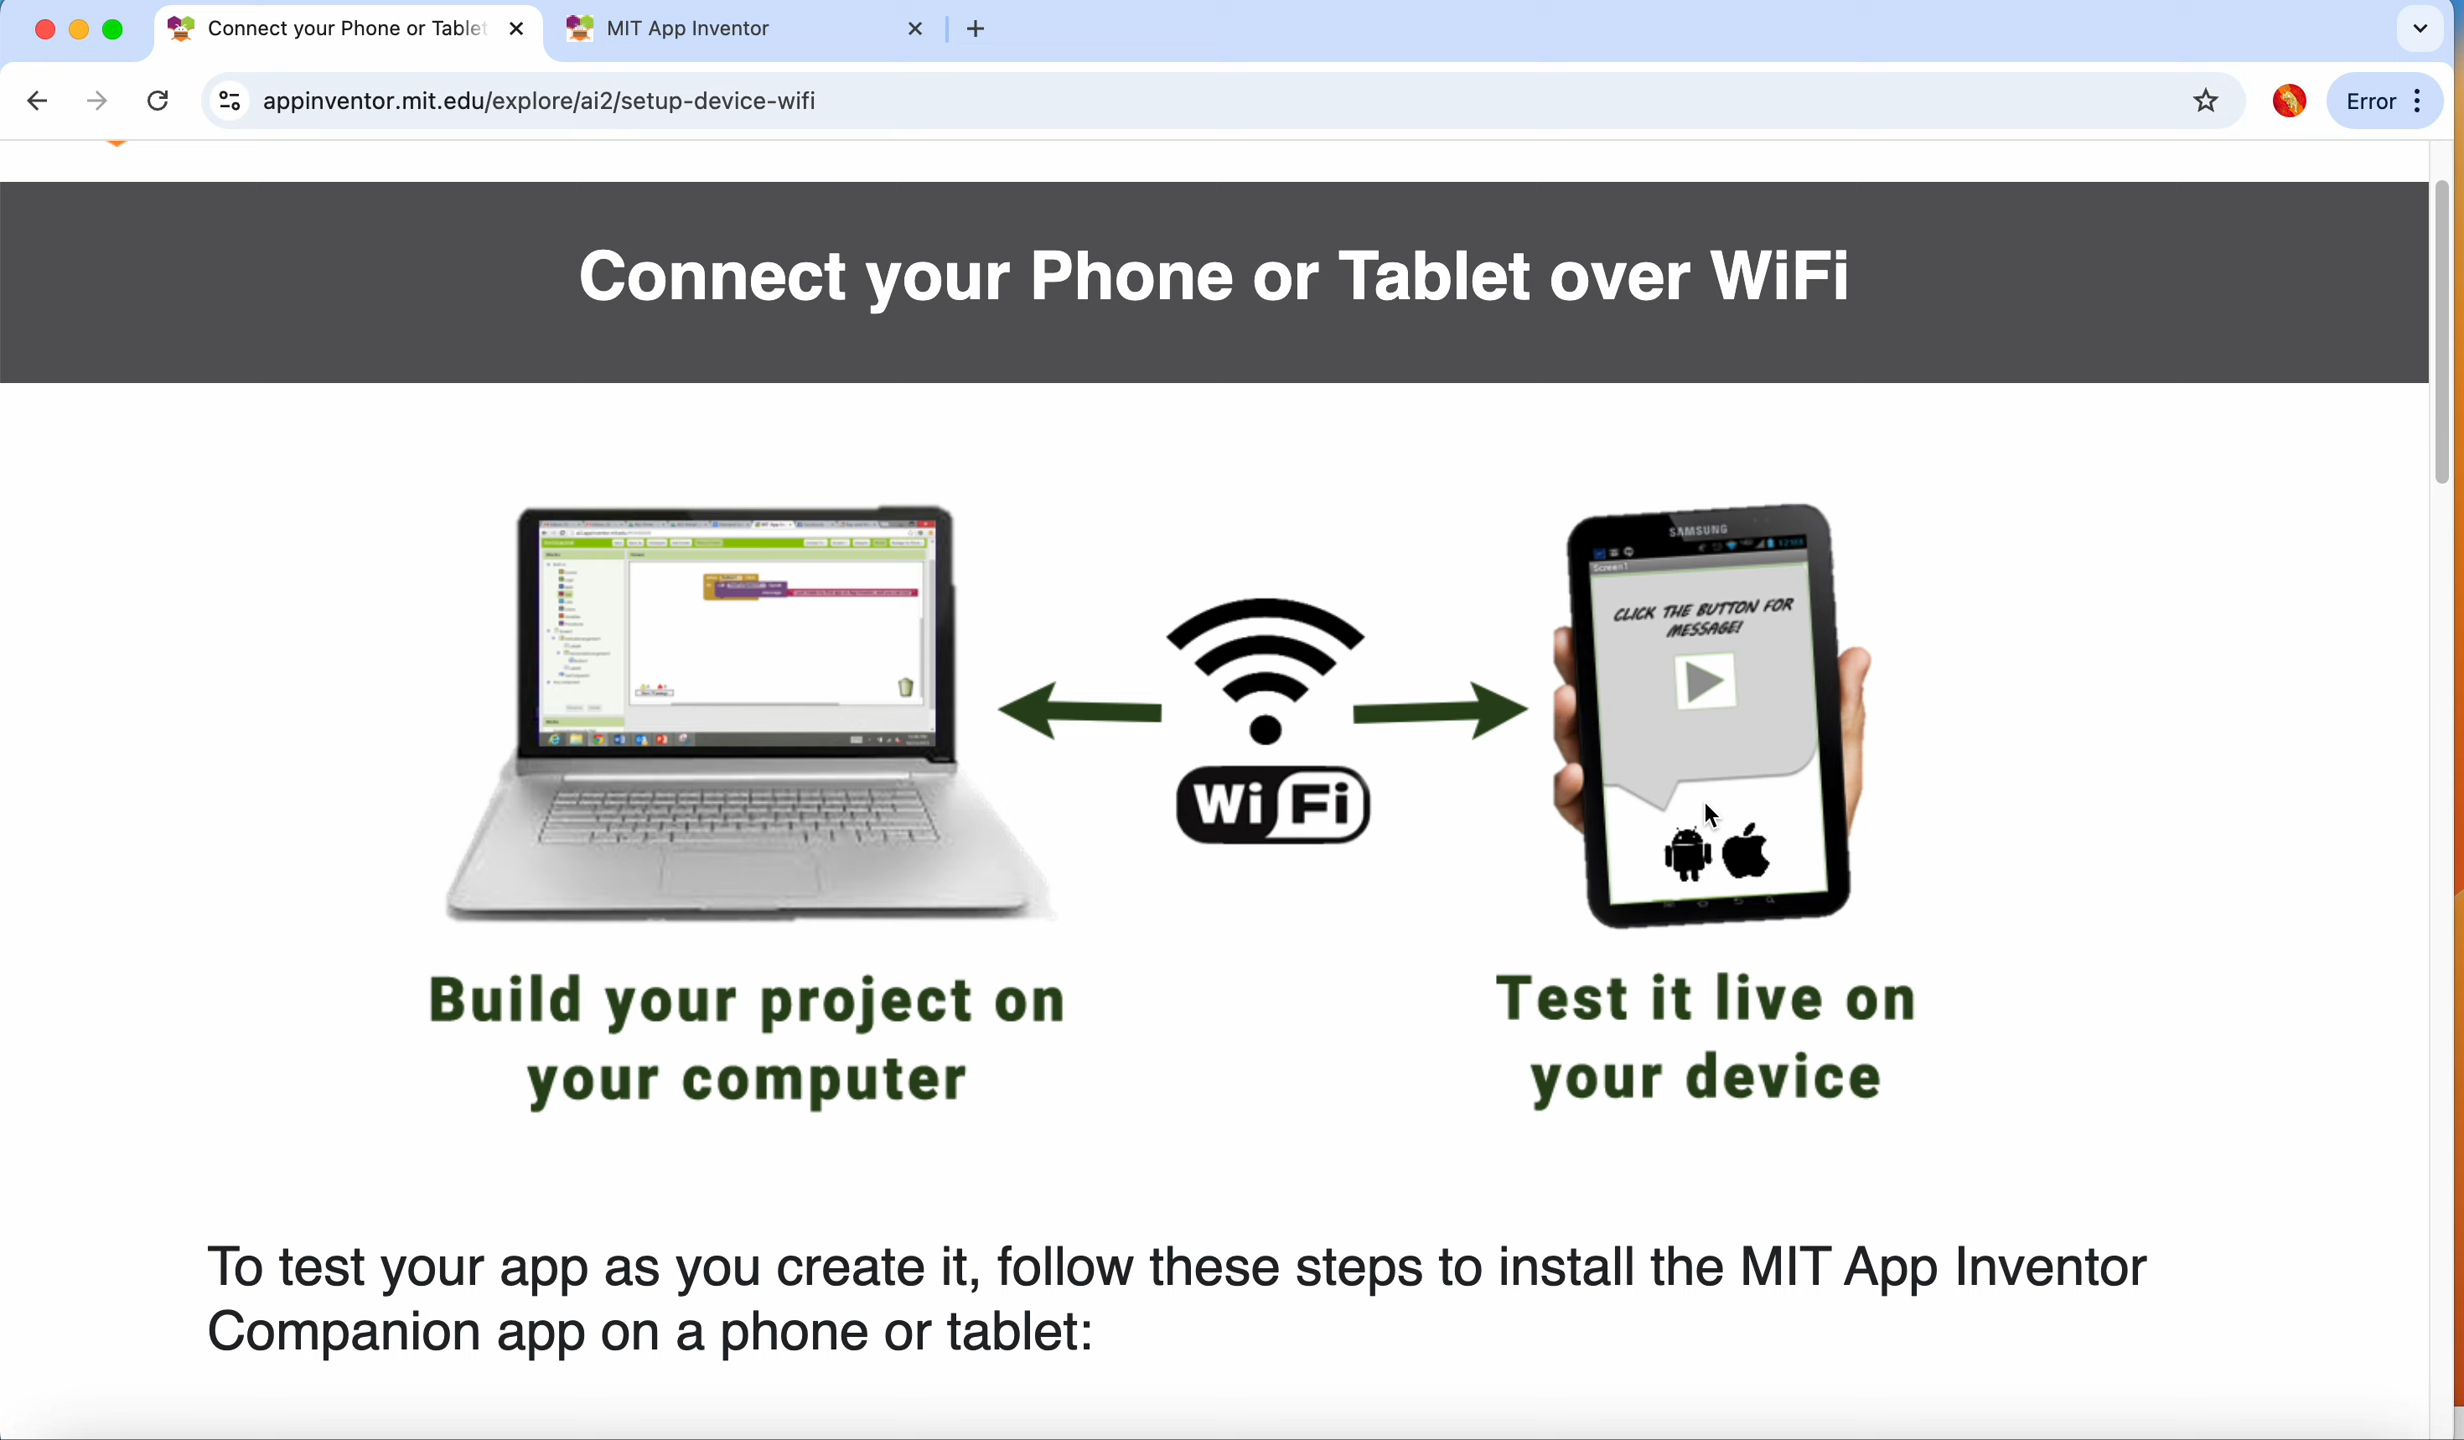 Connect your Phone or Tablet
MIT App Inventor
appinventor.mit.edu/explore/ai2/setup-device-wifi
Error
Connect your Phone or Tablet over WiFi
SAMSUNG
Screen1
CLICK THE BUTTON FOR
MESSAGE!
Wi Fi
Build your project on
your computer
Test it live on
your device
To test your app as you create it, follow these steps to install the MIT App Inventor
Companion app on a phone or tablet: